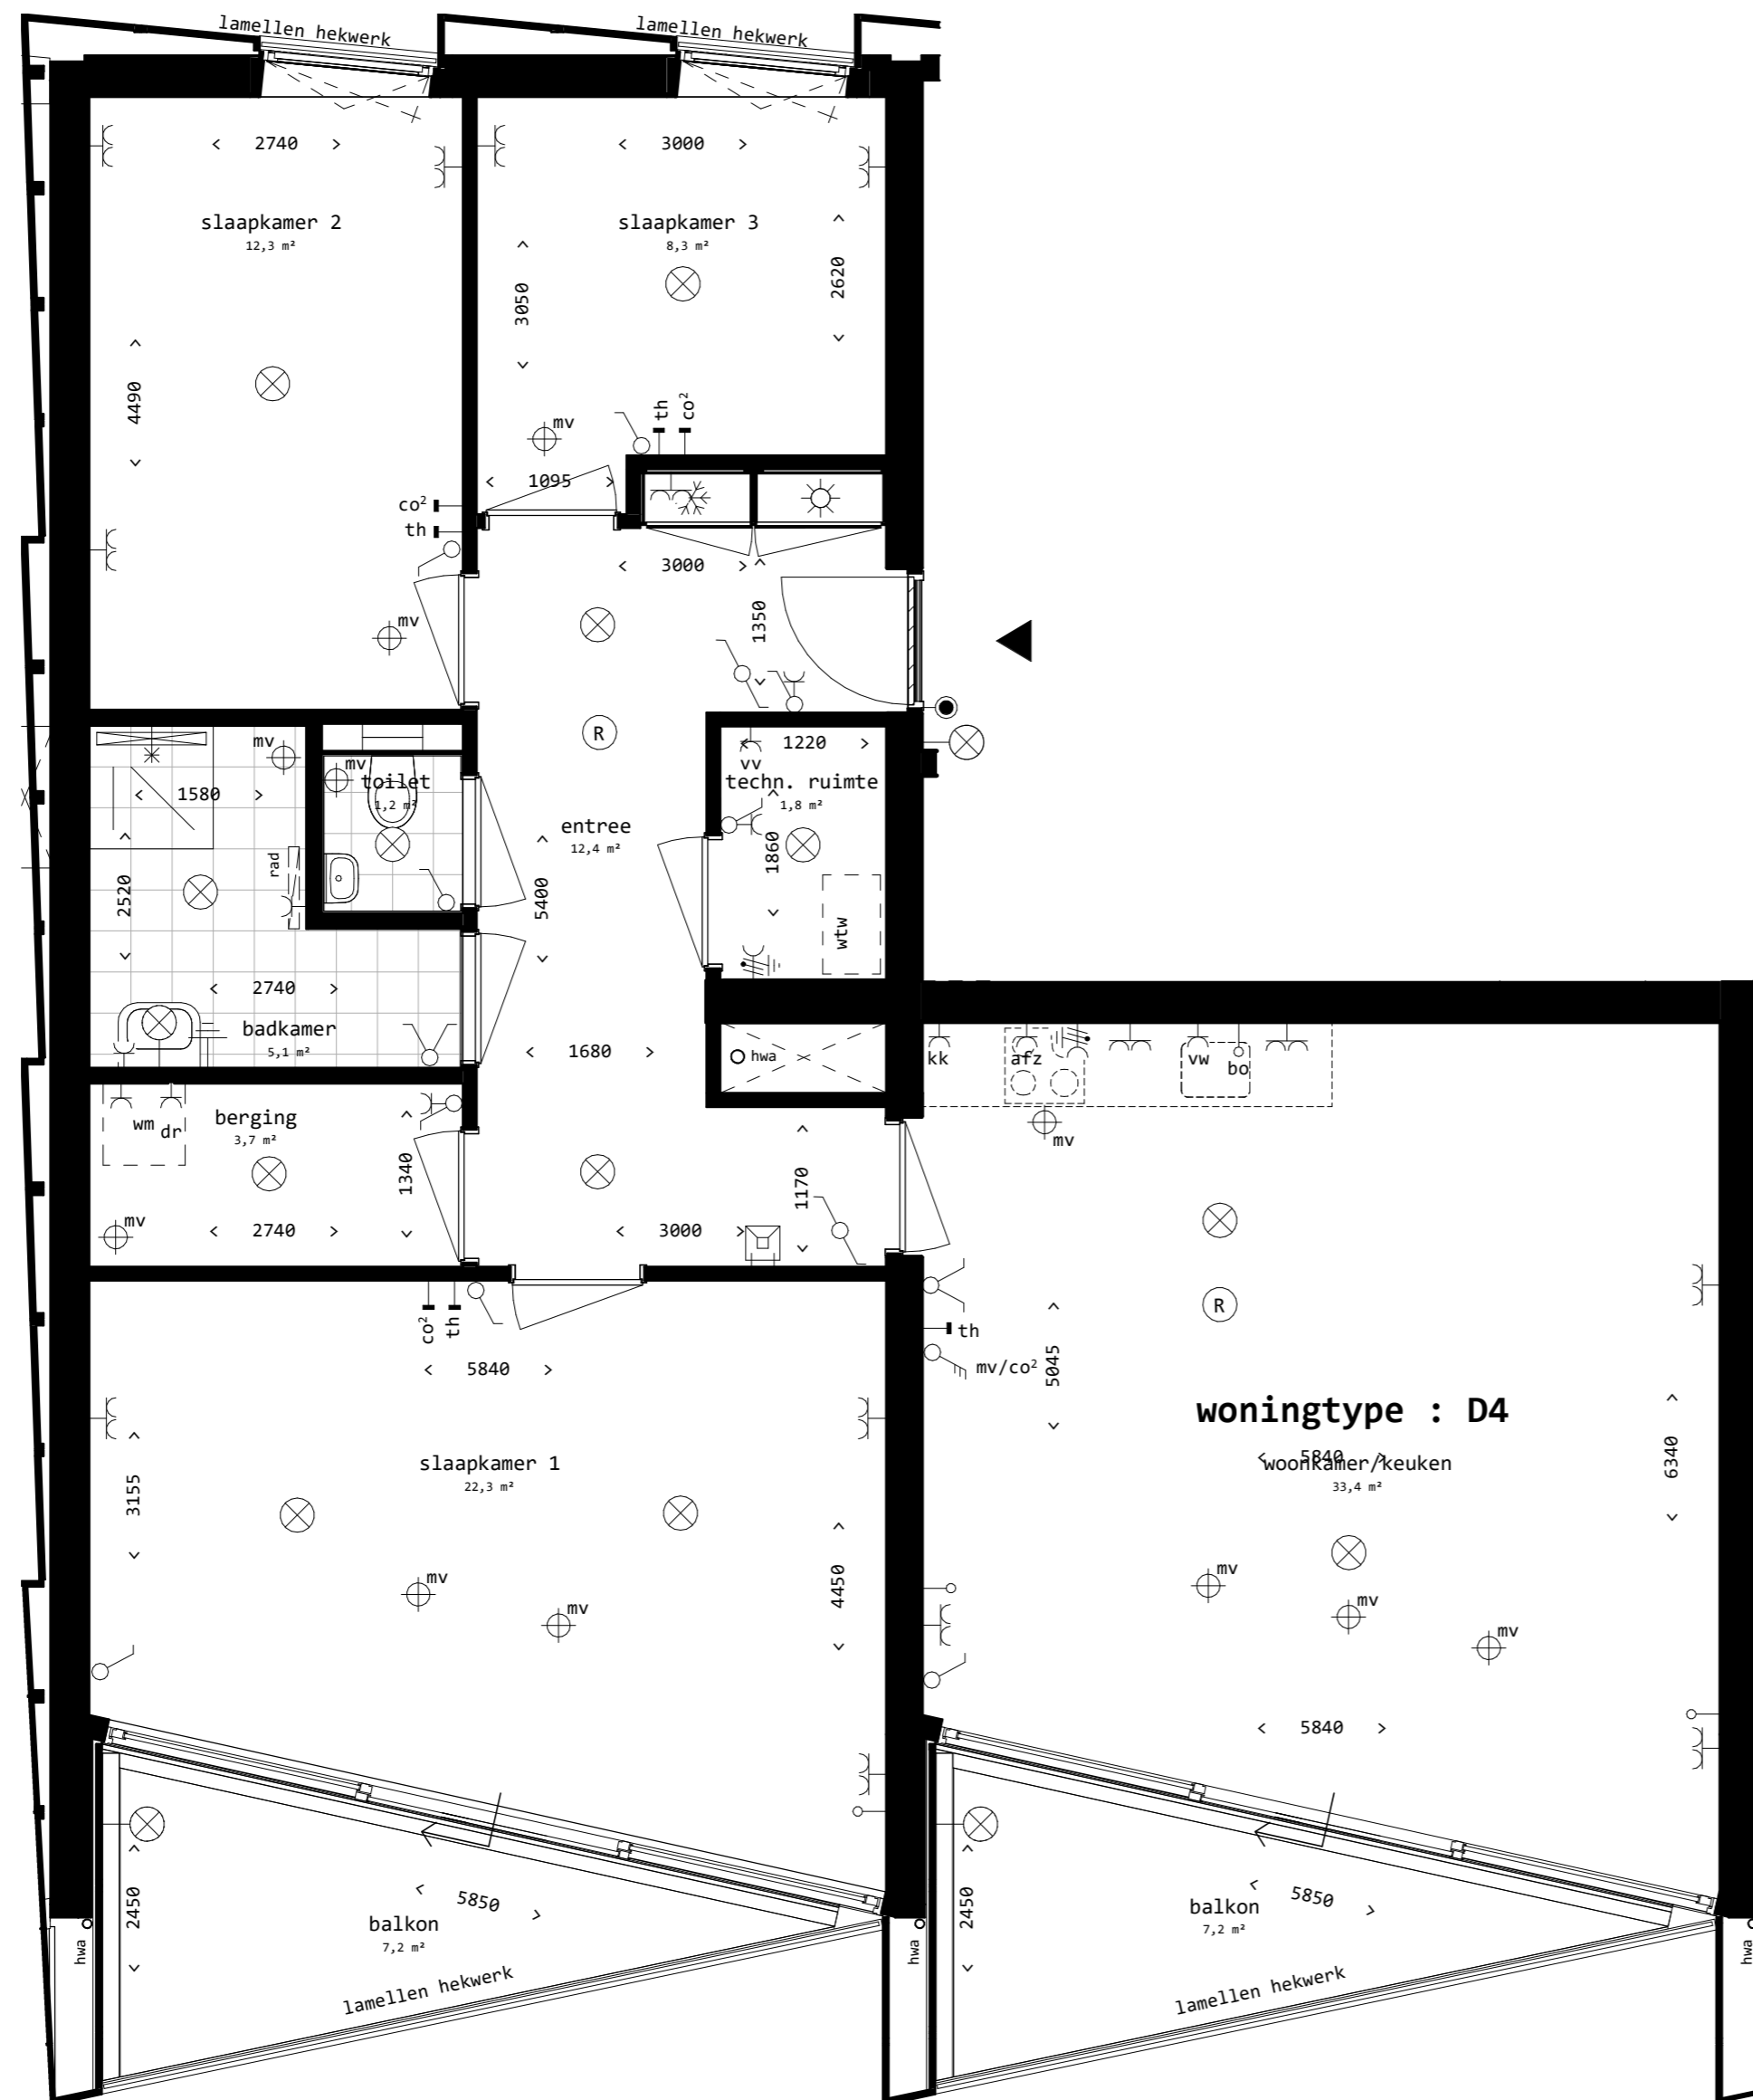 lamellen hekwerk
lamellen hekwerk
2740
3000
slaapkamer 2
12,3 m²
slaapkamer 3
8,3 m²
3050
2620
4490
mv
th
co²
1095
co²
th
3000
1350
mv
R
mv
mv
toilet
1,2 m²
1580
vv
1220
techn. ruimte
1,8 m²
1860
entree
12,4 m²
rad
2520
5400
wtw
2740
badkamer
5,1 m²
1680
hwa
kk
afz
vw
bo
mv
wm
dr
berging
3,7 m²
1340
1170
mv
2740
3000
R
co²
th
th
mv/co²
5045
5840
woningtype : D4
5840
woonkamer/keuken
33,4 m²
6340
slaapkamer 1
22,3 m²
3155
4450
mv
mv
mv
mv
mv
5840
2450
5850
balkon
7,2 m²
2450
5850
balkon
7,2 m²
hwa
hwa
hwa
lamellen hekwerk
lamellen hekwerk